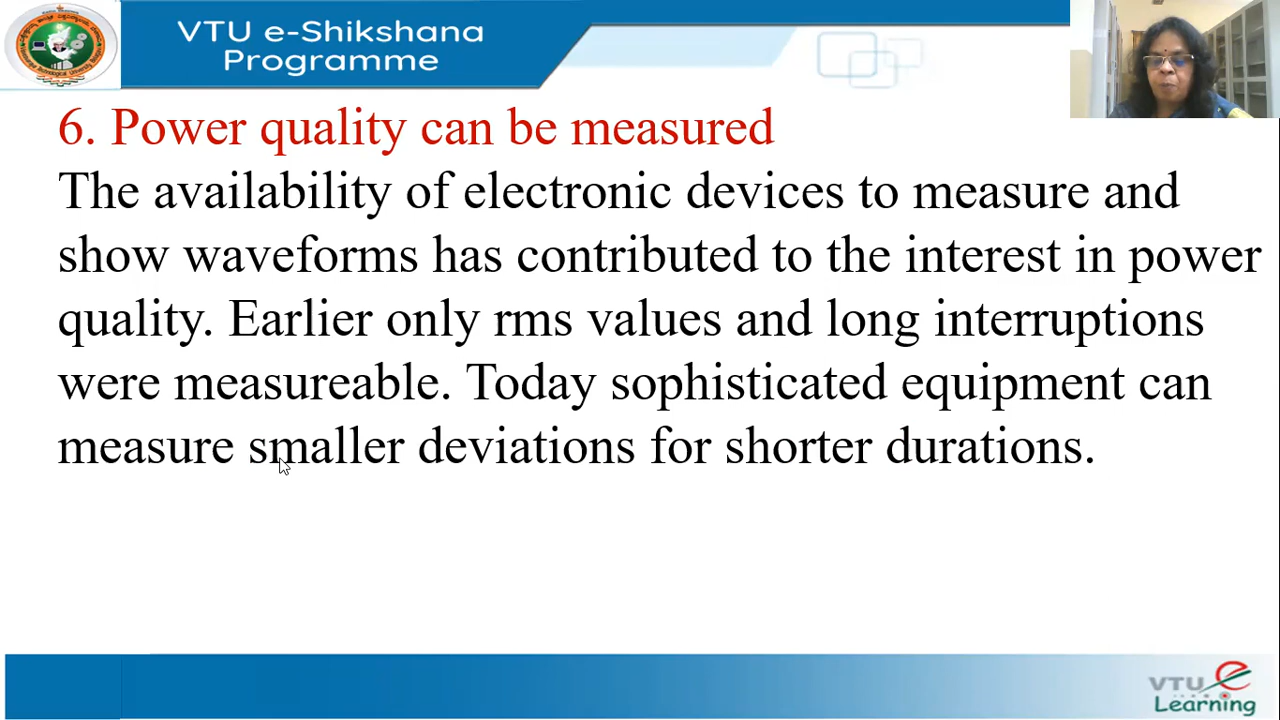 VTU e-Shikshana
Programme
6. Power quality can be measured
The availability of electronic devices to measure and
show waveforms has contributed to the interest in power
quality. Earlier only rms values and long interruptions
were measureable. Today sophisticated equipment can
measure smaller deviations for shorter durations.
VTU e
Learning